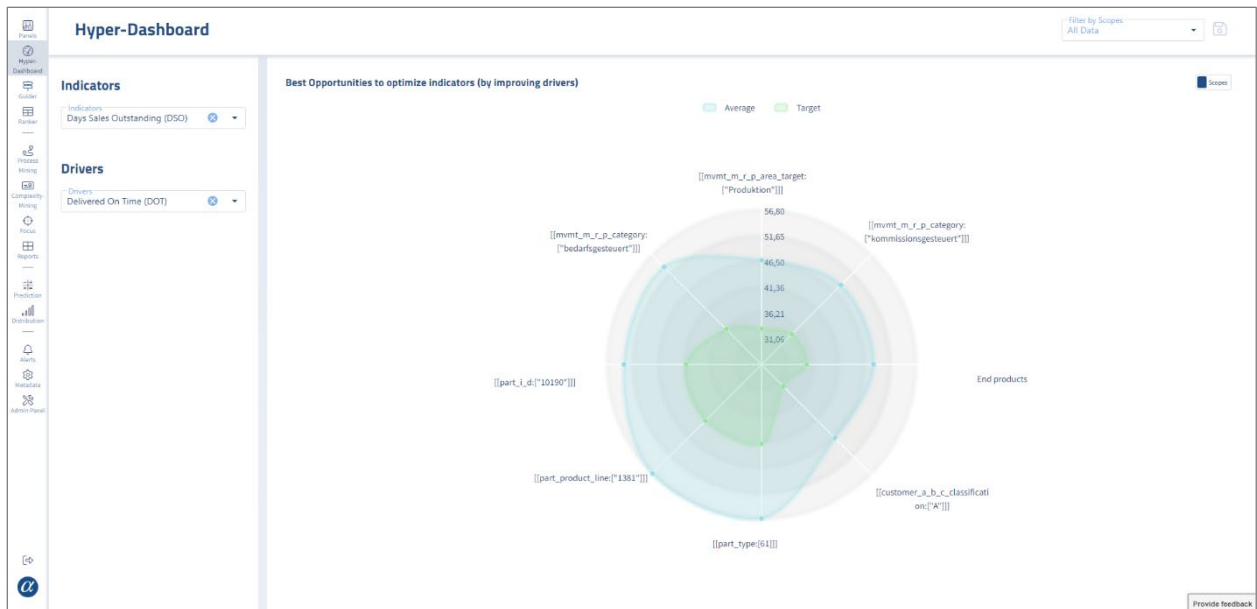 Panels
Hyper-
Dashboard
Guider
Ranker
Process
Mining
Complexity-
Mining
Focus
Reports
Prediction
Distribution
Alerts
Metadata
Admin Panel
α
Hyper-Dashboard
Filter by Scopes
All Data
Indicators
Indicators
Days Sales Outstanding (DSO)
Drivers
Drivers
Delivered On Time (DOT)
Best Opportunities to optimize indicators (by improving drivers)
Scopes
Average
Target
[[mvmt_m_r_p_area_target:
["Produktion"]]]
[[mvmt_m_r_p_category:
["kommissionsgesteuert"]]]
End products
[[customer_a_b_c_classificati
on:["A"]]]
[[part_type:[61]]]
[[part_product_line:["1381"]]]
[[part_i_d:["10190"]]]
[[mvmt_m_r_p_category:
["bedarfsgesteuert"]]]
56,80
51,65
46,50
41,36
36,21
31,06
Provide feedback